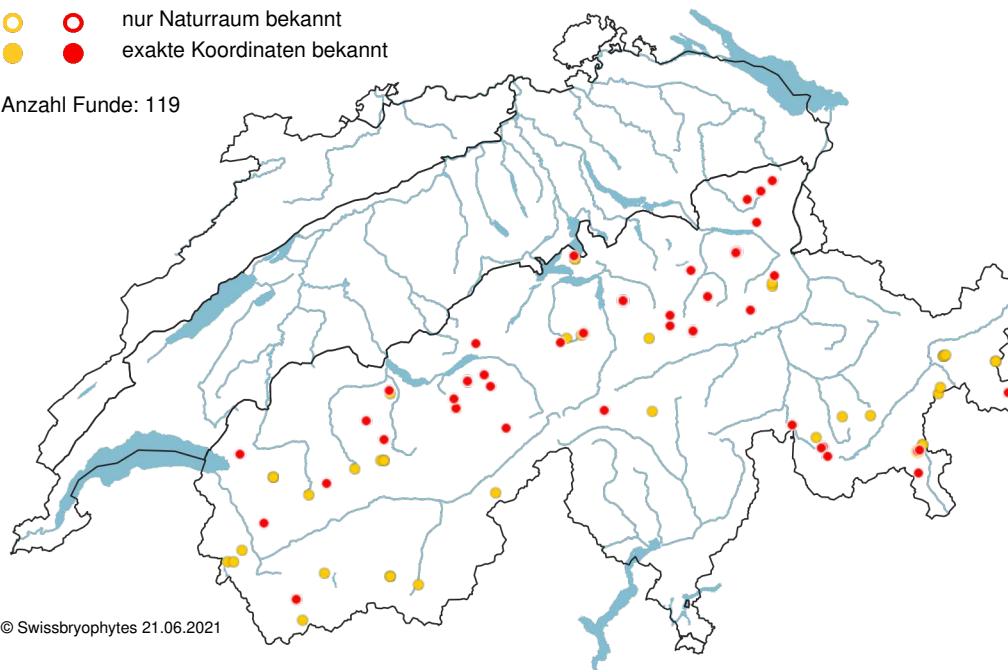 nur Naturraum bekannt
exakte Koordinaten bekannt
Anzahl Funde: 119
© Swissbryophytes 21.06.2021